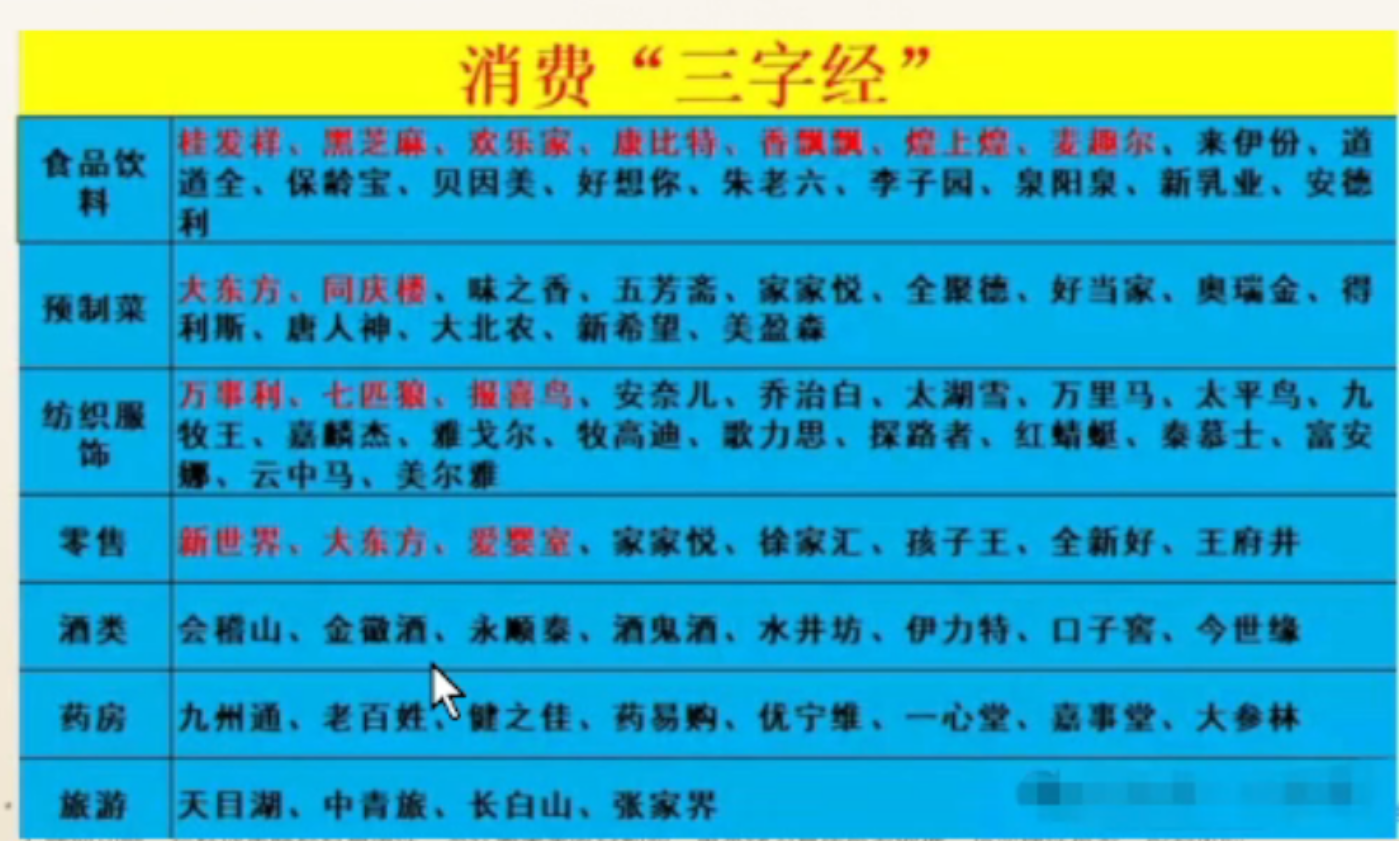 消费“三字经”
食品饮
料
桂发祥、黑芝麻、欢乐家、康比特、香飘飘、煌上煌、麦趣尔、来伊份、道
道全、保龄宝、贝因美、好想你、朱老六、李子园、泉阳泉、新乳业、安德
利
预制菜
大东方、同庆楼、味之香、五芳斋、家家悦、全聚德、好当家、奥瑞金、得
利斯、唐人神、大北农、新希望、美盈森
纺织服
饰
万事利、七匹狼、报喜鸟、安奈儿、乔治白、太湖雪、万里马、太平鸟、九
牧王、嘉麟杰、雅戈尔、牧高迪、歌力思、探路者、红蜻蜓、泰慕士、富安
娜、云中马、美尔雅
零售
新世界、大东方、爱婴室、家家悦、徐家汇、孩子王、全新好、王府井
酒类
会稽山、金徽酒、永顺泰、酒鬼酒、水井坊、伊力特、口子窖、今世缘
药房
九州通、老百姓、健之佳、药易购、优宁维、一心堂、嘉事堂、大参林
旅游
天目湖、中青旅、长白山、张家界